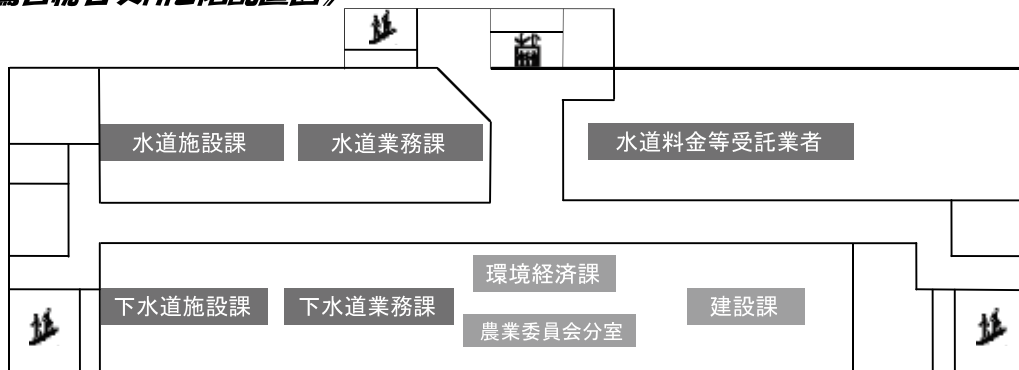 水道施設課
水道業務課
水道料金等受託業者
環境経済課
下水道施設課
下水道業務課
建設課
農業委員会分室